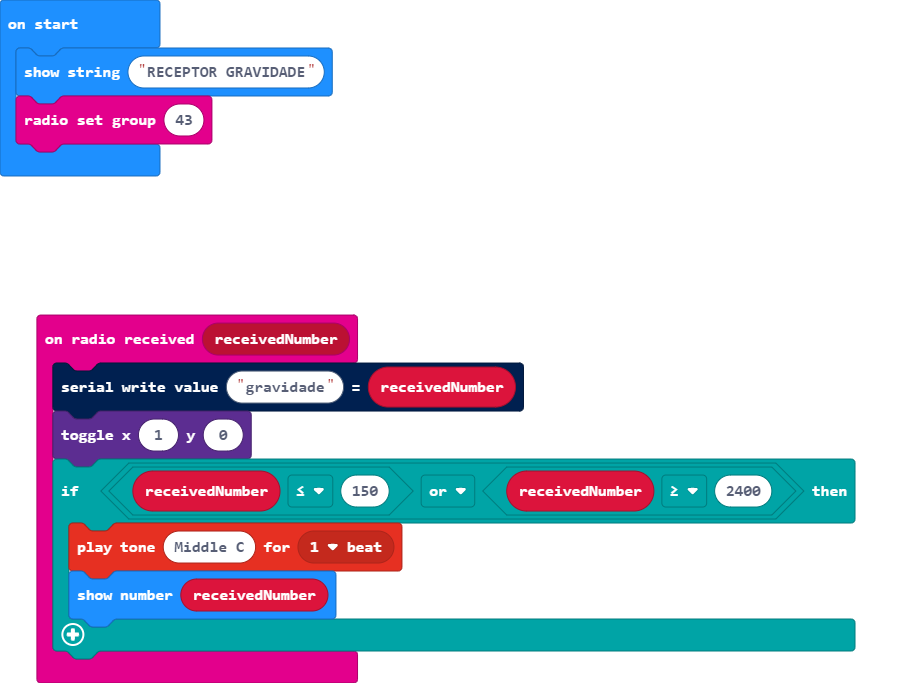 on start
show string "RECEPTOR GRAVIDADE"
radio set group 43
on radio received receivedNumber
serial write value "gravidade" = receivedNumber
toggle x 1 y 0
if receivedNumber ≤ 150 or receivedNumber ≥ 2400 then
play tone Middle C for 1 beat
show number receivedNumber